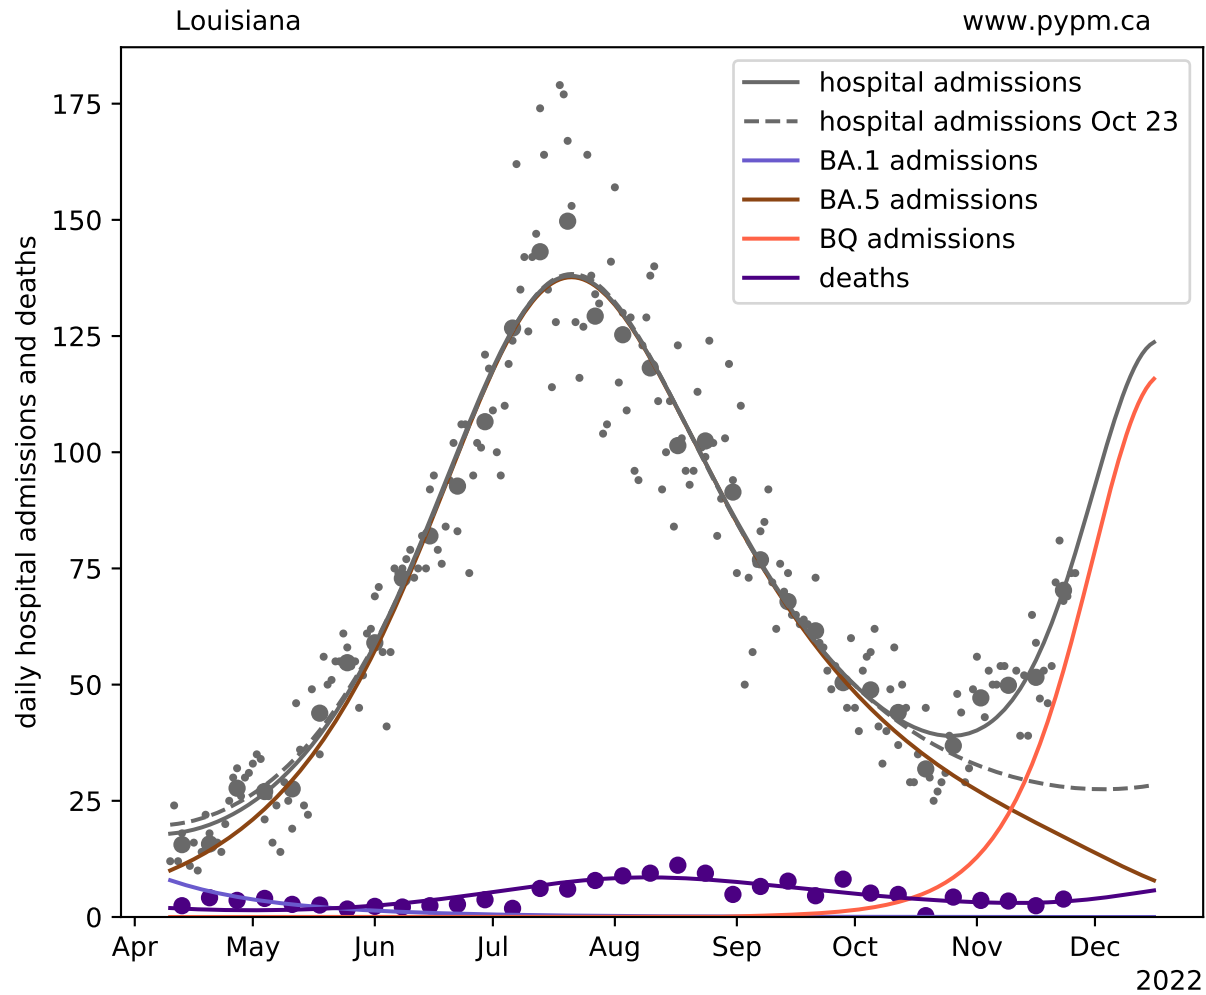 Louisiana
www.pypm.ca
hospital admissions
hospital admissions Oct 23
BA.1 admissions
BA.5 admissions
BQ admissions
deaths
daily hospital admissions and deaths
175
150
125
100
75
50
25
0
Apr May Jun Jul Aug Sep Oct Nov Dec
2022